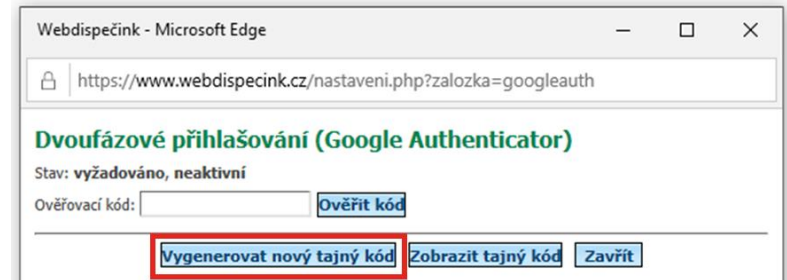 Webdispečink - Microsoft Edge
https://www.webdispecink.cz/nastaveni.php?zalozka=googleauth
Dvoufázové přihlašování (Google Authenticator)
Stav: vyžadováno, neaktivní
Ověřovací kód: Ověřit kód
Vygenerovat nový tajný kód Zobrazit tajný kód Zavřít